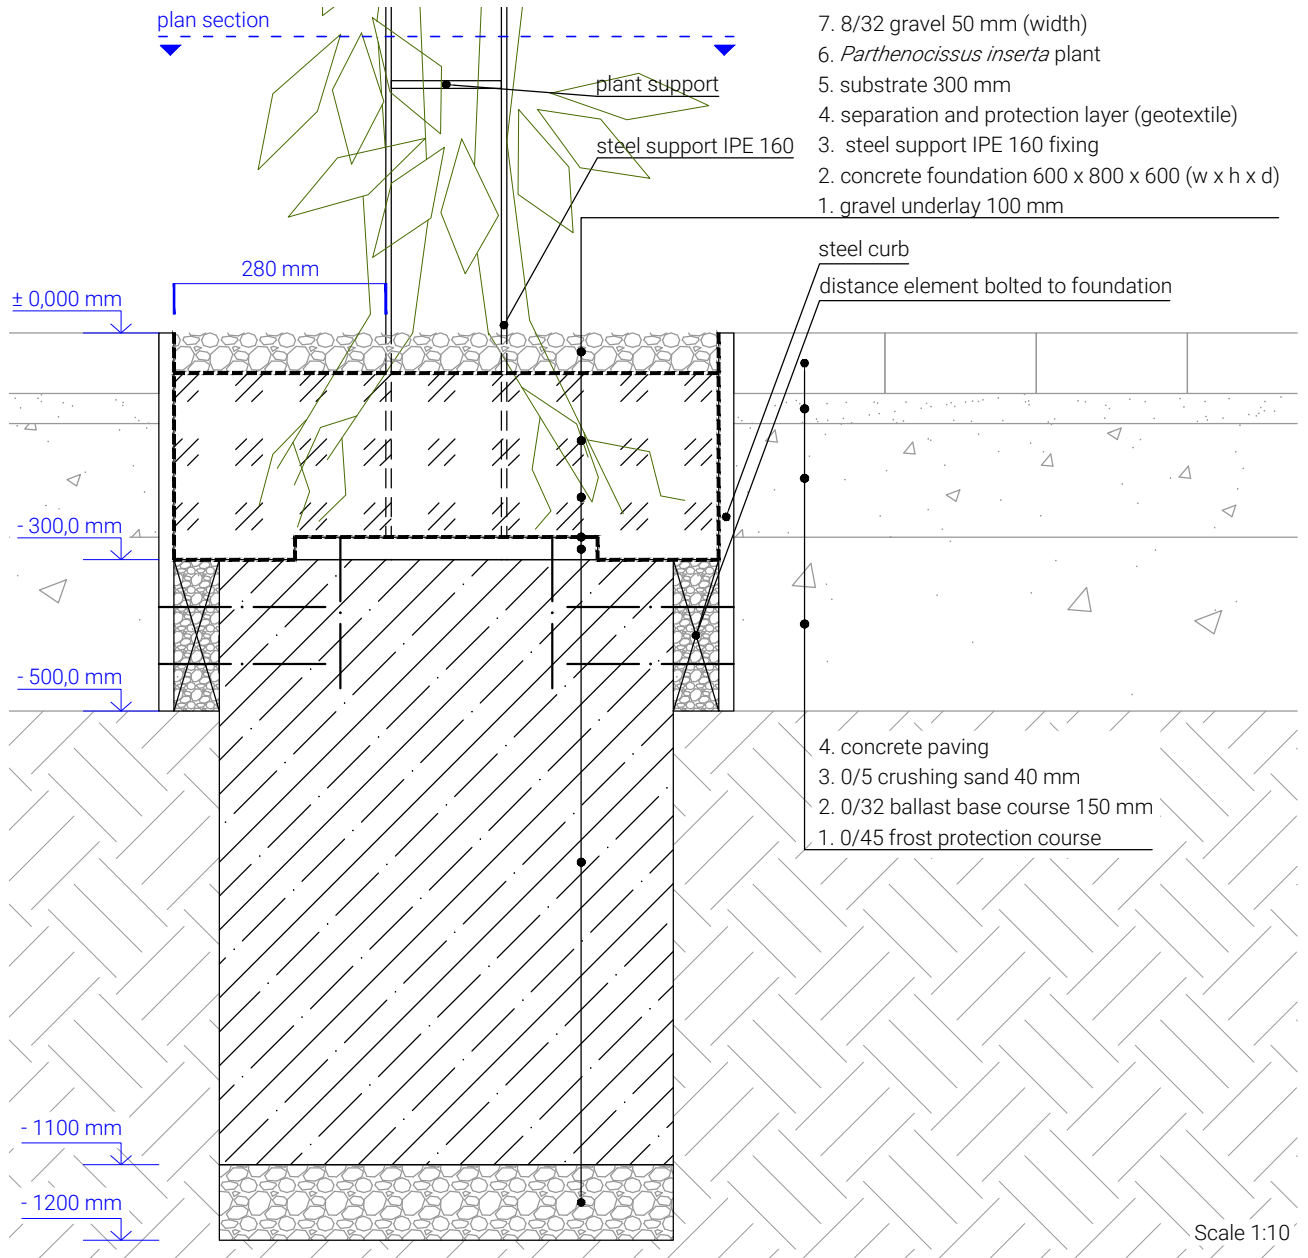 plan section
7. 8/32 gravel 50 mm (width)
6. Parthenocissus inserta plant
5. substrate 300 mm
4. separation and protection layer (geotextile)
3. steel support IPE 160 fixing
2. concrete foundation 600 x 800 x 600 (w x h x d)
1. gravel underlay 100 mm
plant support
steel support IPE 160
steel curb
distance element bolted to foundation
280 mm
± 0,000 mm
- 300,0 mm
- 500,0 mm
4. concrete paving
3. 0/5 crushing sand 40 mm
2. 0/32 ballast base course 150 mm
1. 0/45 frost protection course
- 1100 mm
- 1200 mm
Scale 1:10